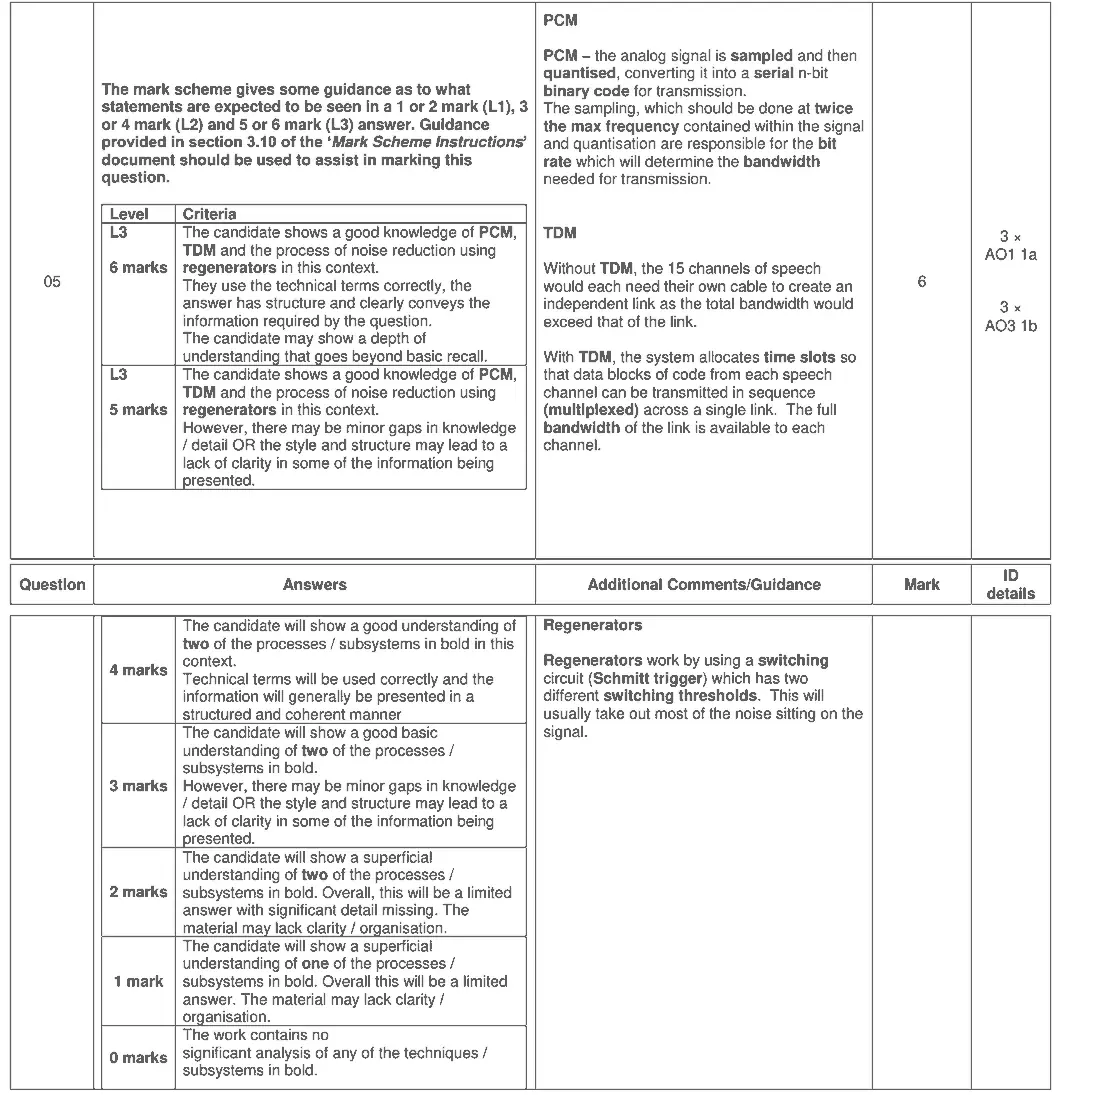 05
The mark scheme gives some guidance as to what
statements are expected to be seen in a 1 or 2 mark (L1), 3
or 4 mark (L2) and 5 or 6 mark (L3) answer. Guidance
provided in section 3.10 of the ‘Mark Scheme Instructions’
document should be used to assist in marking this
question.
Level Criteria
L3
6 marks
The candidate shows a good knowledge of PCM,
TDM and the process of noise reduction using
regenerators in this context.
They use the technical terms correctly, the
answer has structure and clearly conveys the
information required by the question.
The candidate may show a depth of
understanding that goes beyond basic recall.
L3
5 marks
The candidate shows a good knowledge of PCM,
TDM and the process of noise reduction using
regenerators in this context.
However, there may be minor gaps in knowledge
/ detail OR the style and structure may lead to a
lack of clarity in some of the information being
presented.
PCM
PCM – the analog signal is sampled and then
quantised, converting it into a serial n-bit
binary code for transmission.
The sampling, which should be done at twice
the max frequency contained within the signal
and quantisation are responsible for the bit
rate which will determine the bandwidth
needed for transmission.
TDM
Without TDM, the 15 channels of speech
would each need their own cable to create an
independent link as the total bandwidth would
exceed that of the link.
With TDM, the system allocates time slots so
that data blocks of code from each speech
channel can be transmitted in sequence
(multiplexed) across a single link. The full
bandwidth of the link is available to each
channel.
6
3 ×
AO1 1a
3 ×
AO3 1b
Question Answers Additional Comments/Guidance Mark ID
details
4 marks
The candidate will show a good understanding of
two of the processes / subsystems in bold in this
context.
Technical terms will be used correctly and the
information will generally be presented in a
structured and coherent manner
3 marks
The candidate will show a good basic
understanding of two of the processes /
subsystems in bold.
However, there may be minor gaps in knowledge
/ detail OR the style and structure may lead to a
lack of clarity in some of the information being
presented.
2 marks
The candidate will show a superficial
understanding of two of the processes /
subsystems in bold. Overall, this will be a limited
answer with significant detail missing. The
material may lack clarity / organisation.
1 mark
The candidate will show a superficial
understanding of one of the processes /
subsystems in bold. Overall this will be a limited
answer. The material may lack clarity /
organisation.
0 marks
The work contains no
significant analysis of any of the techniques /
subsystems in bold.
Regenerators
Regenerators work by using a switching
circuit (Schmitt trigger) which has two
different switching thresholds. This will
usually take out most of the noise sitting on the
signal.